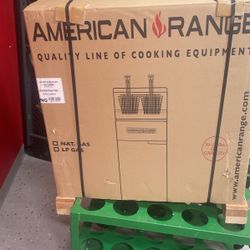 AMERICAN RANGE
QUALITY LINE OF COOKING EQUIPMENT
NAT. GAS
LP GAS
www.americanrange.com